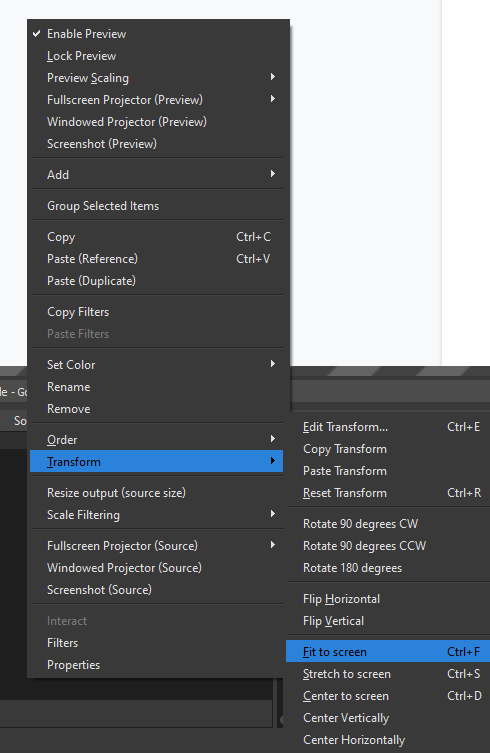 Enable Preview
Lock Preview
Preview Scaling
Fullscreen Projector (Preview)
Windowed Projector (Preview)
Screenshot (Preview)
Add
Group Selected Items
Copy Ctrl+C
Paste (Reference) Ctrl+V
Paste (Duplicate)
Copy Filters
Paste Filters
Set Color
Rename
Remove
Order
Transform
Resize output (source size)
Scale Filtering
Fullscreen Projector (Source)
Windowed Projector (Source)
Screenshot (Source)
Interact
Filters
Properties
de - Go
So
Edit Transform... Ctrl+E
Copy Transform
Paste Transform
Reset Transform Ctrl+R
Rotate 90 degrees CW
Rotate 90 degrees CCW
Rotate 180 degrees
Flip Horizontal
Flip Vertical
Fit to screen Ctrl+F
Stretch to screen Ctrl+S
Center to screen Ctrl+D
Center Vertically
Center Horizontally